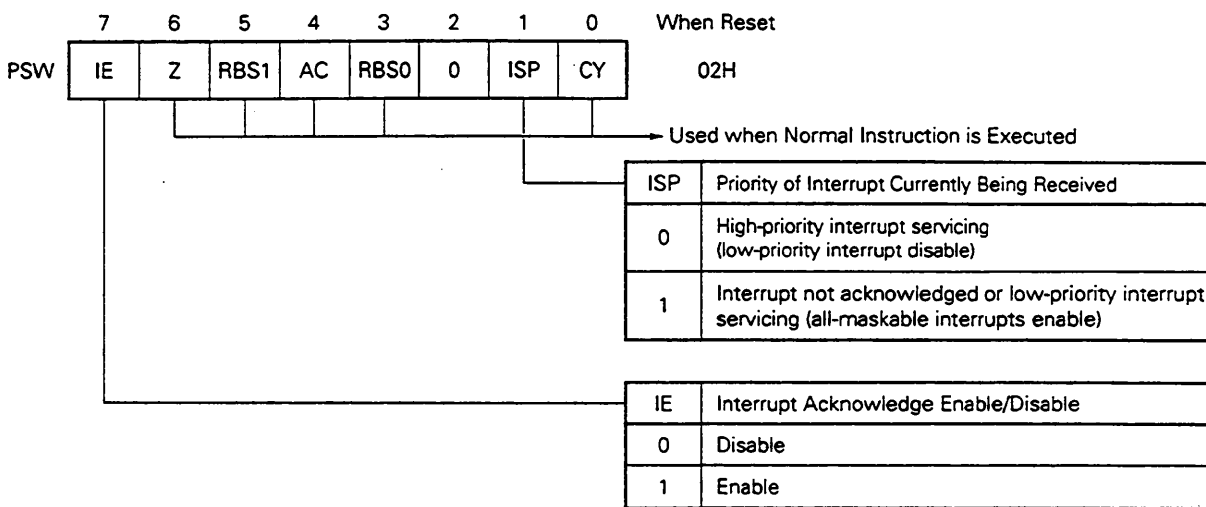 7 6 5 4 3 2 1 0 When Reset
PSW IE Z RBS1 AC RBS0 0 ISP CY 02H
Used when Normal Instruction is Executed
ISP Priority of Interrupt Currently Being Received
0 High-priority interrupt servicing
(low-priority interrupt disable)
1 Interrupt not acknowledged or low-priority interrupt
servicing (all-maskable interrupts enable)
IE Interrupt Acknowledge Enable/Disable
0 Disable
1 Enable